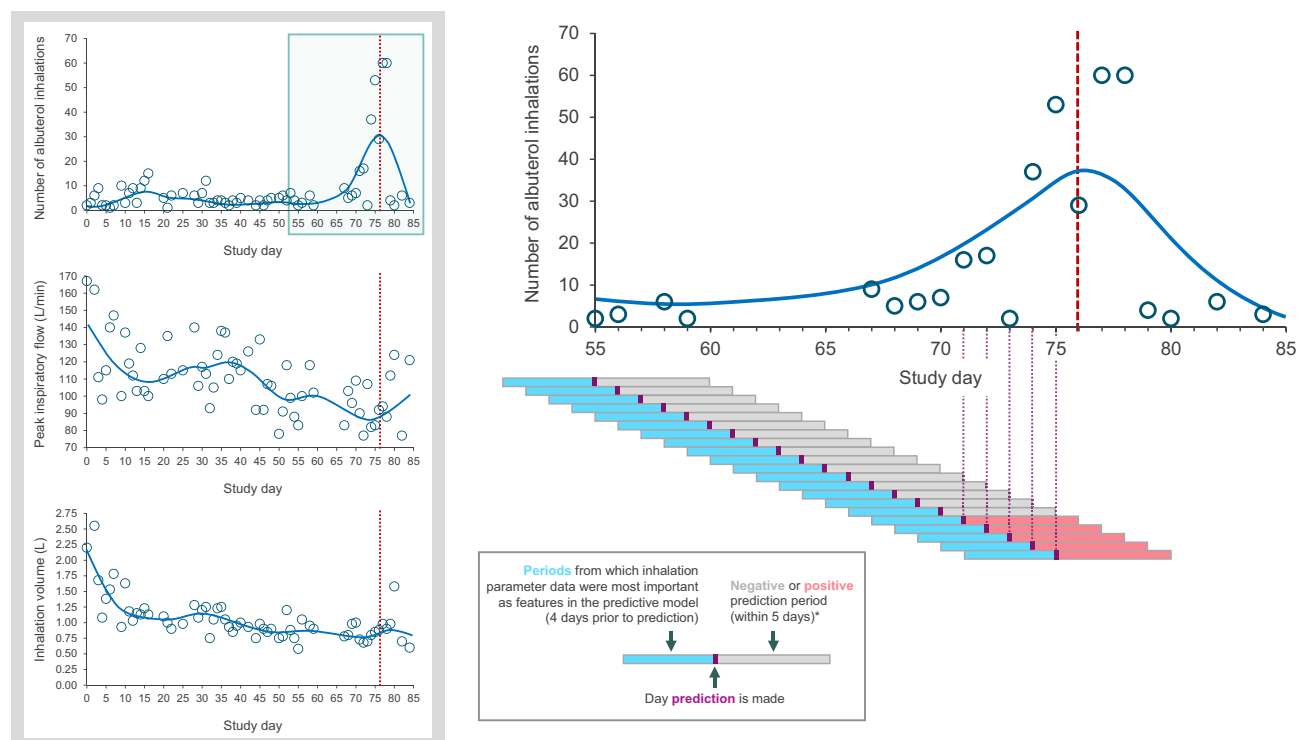 Number of albuterol inhalations
70
60
50
40
30
20
10
0
0 5 10 15 20 25 30 35 40 45 50 55 60 65 70 75 80 85
Study day
Peak inspiratory flow (L/min)
170
160
150
140
130
120
110
100
90
80
70
0 5 10 15 20 25 30 35 40 45 50 55 60 65 70 75 80 85
Study day
Inhalation volume (L)
2.75
2.50
2.25
2.00
1.75
1.50
1.25
1.00
0.75
0.50
0.25
0.00
0 5 10 15 20 25 30 35 40 45 50 55 60 65 70 75 80 85
Study day
Number of albuterol inhalations
70
60
50
40
30
20
10
0
55 60 65 70 75 80 85
Study day
Periods from which inhalation
parameter data were most important
as features in the predictive model
(4 days prior to prediction)
Negative or positive
prediction period
(within 5 days)*
Day prediction is made